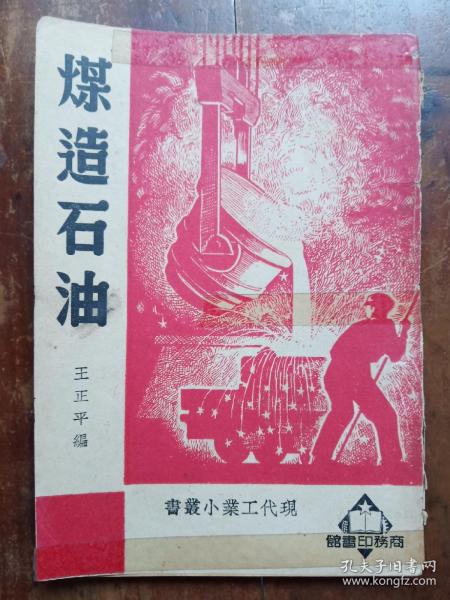 煤造石油
王正平編
現代工業小叢書
商務印書館
孔夫子旧书网
www.kongfz.com